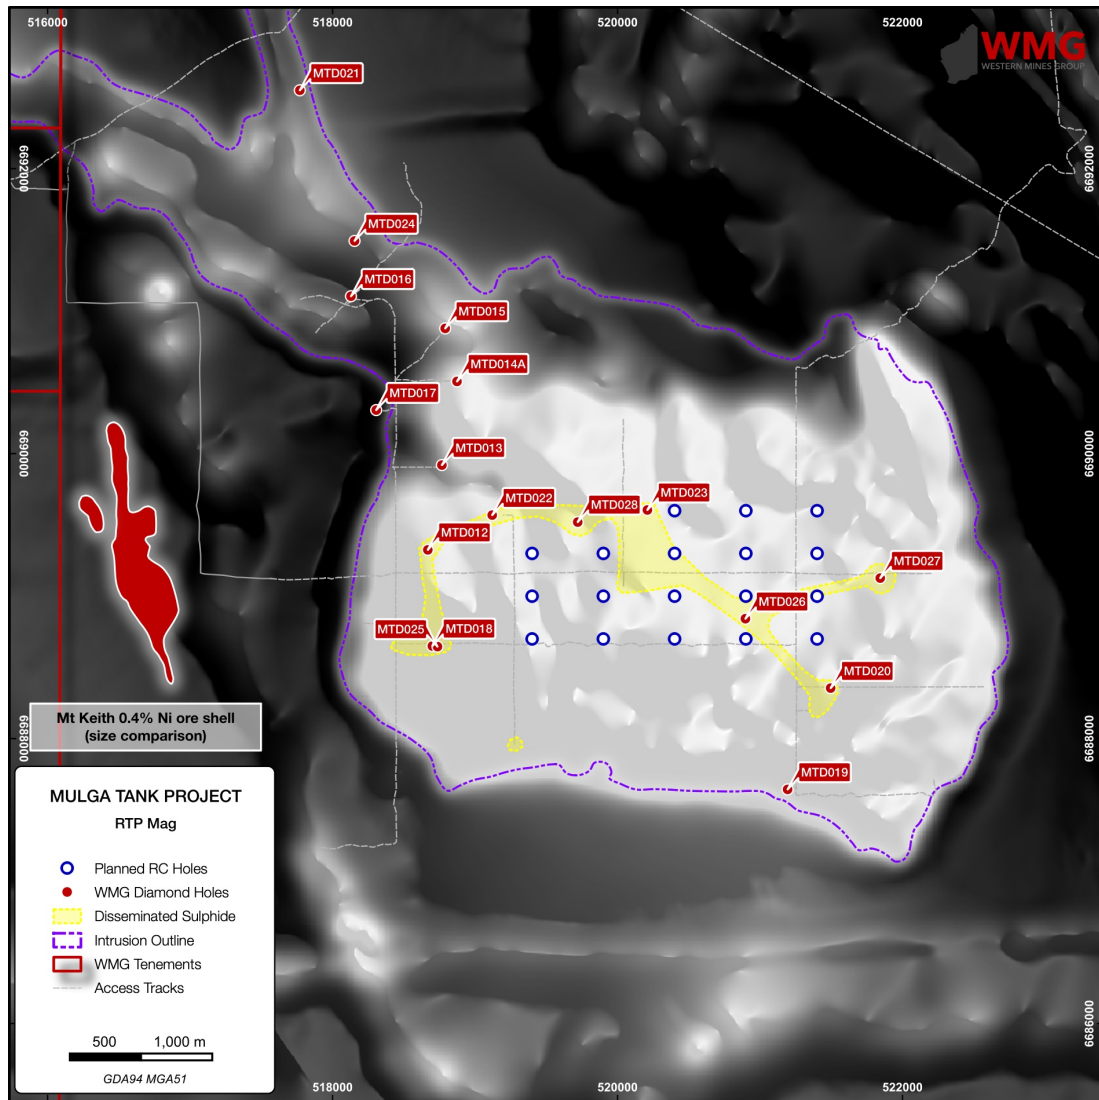 516000
518000
520000
522000
WMG
WESTERN MINES GROUP
MTD021
6692000
6692000
MTD024
MTD016
MTD015
MTD014A
MTD017
6690000
6690000
MTD013
MTD022
MTD028
MTD023
MTD012
MTD027
MTD026
MTD025
MTD018
MTD020
6688000
6688000
Mt Keith 0.4% Ni ore shell
(size comparison)
MTD019
MULGA TANK PROJECT
RTP Mag
Planned RC Holes
WMG Diamond Holes
Disseminated Sulphide
Intrusion Outline
WMG Tenements
Access Tracks
500 1,000 m
GDA94 MGA51
6686000
518000
520000
522000